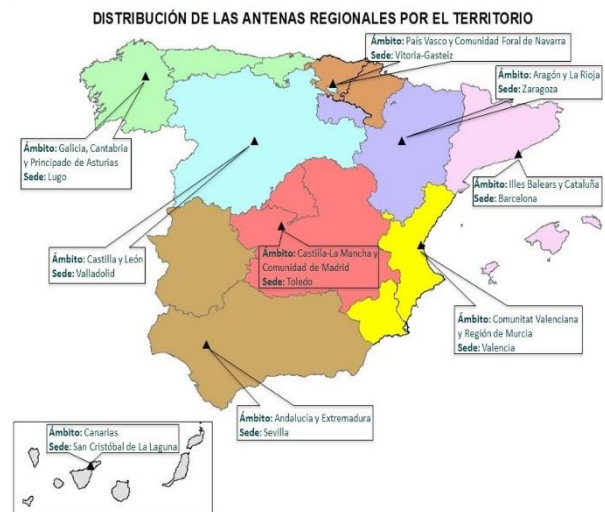 DISTRIBUCIÓN DE LAS ANTENAS REGIONALES POR EL TERRITORIO
Ámbito: País Vasco y Comunidad Foral de Navarra
Sede: Vitoria-Gasteiz
Ámbito: Aragón y La Rioja
Sede: Zaragoza
Ámbito: Galicia, Cantabria
y Principado de Asturias
Sede: Lugo
Ámbito: Illes Balears y Cataluña
Sede: Barcelona
Ámbito: Castilla y León
Sede: Valladolid
Ámbito: Castilla-La Mancha y
Comunidad de Madrid
Sede: Toledo
Ámbito: Comunitat Valenciana
y Región de Murcia
Sede: Valencia
Ámbito: Andalucía y Extremadura
Sede: Sevilla
Ámbito: Canarias
Sede: San Cristóbal de La Laguna